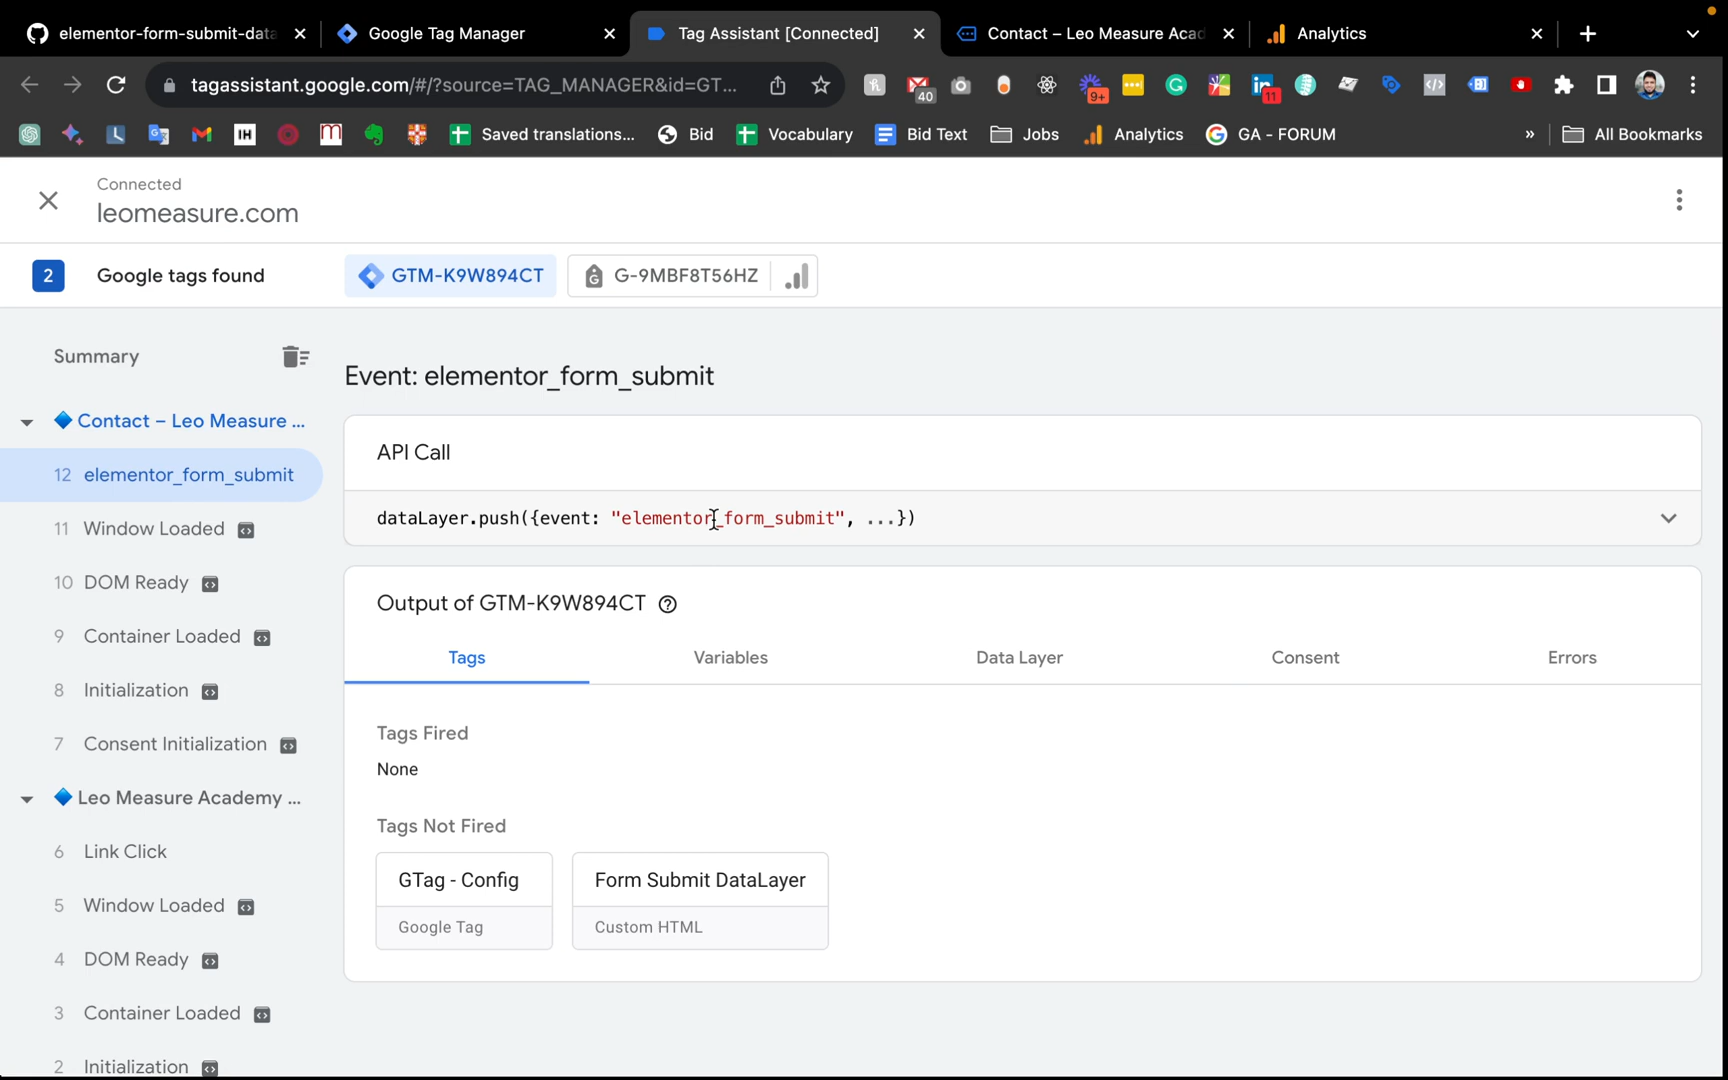 elementor-form-submit-data
Google Tag Manager
Tag Assistant [Connected]
Contact – Leo Measure Acad
Analytics
tagassistant.google.com/#/?source=TAG_MANAGER&id=GT...
40
9+
11
IH
Saved translations...
Bid
Vocabulary
Bid Text
Jobs
Analytics
GA - FORUM
»
All Bookmarks
Connected
leomeasure.com
2
Google tags found
GTM-K9W894CT
G-9MBF8T56HZ
Summary
Contact – Leo Measure ...
12 elementor_form_submit
11 Window Loaded
10 DOM Ready
9 Container Loaded
8 Initialization
7 Consent Initialization
Leo Measure Academy ...
6 Link Click
5 Window Loaded
4 DOM Ready
3 Container Loaded
2 Initialization
Event: elementor_form_submit
API Call
dataLayer.push({event: "elementor_form_submit", ...})
Output of GTM-K9W894CT
Tags
Variables
Data Layer
Consent
Errors
Tags Fired
None
Tags Not Fired
GTag - Config
Google Tag
Form Submit DataLayer
Custom HTML